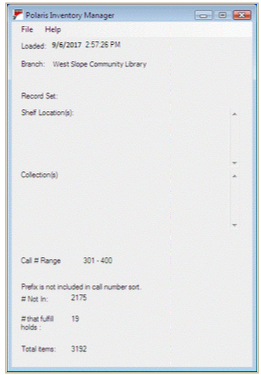 Polaris Inventory Manager
File Help
Loaded: 9/6/2017 2:57:26 PM
Branch: West Slope Community Library
Record Set:
Shelf Location(s):
Collection(s)
Call # Range 301 - 400
Prefix is not included in call number sort.
# Not In: 2175
# that fulfill
holds : 19
Total items: 3192